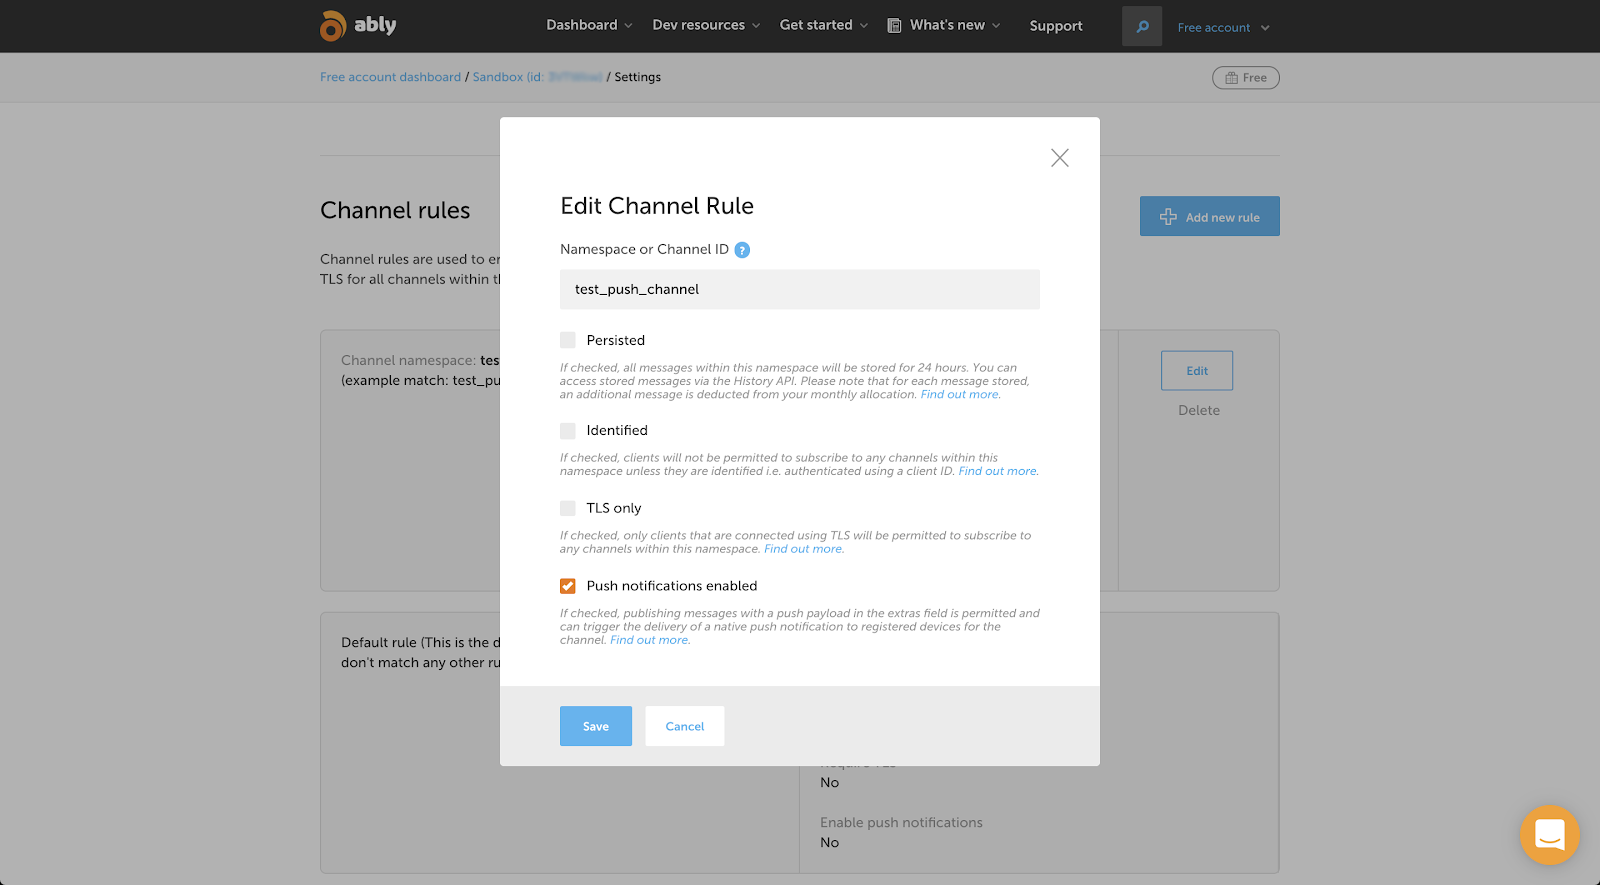 ably
Dashboard
Dev resources
Get started
What's new
Support
Free account
Free account dashboard / Sandbox (id: ) / Settings
Free
Channel rules
Add new rule
Channel rules are used to en
TLS for all channels within th
Channel namespace: tes
(example match: test_pu
Edit
Delete
Default rule (This is the d
don't match any other ru
No
Enable push notifications
No
Edit Channel Rule
Namespace or Channel ID ?
test_push_channel
Persisted
If checked, all messages within this namespace will be stored for 24 hours. You can
access stored messages via the History API. Please note that for each message stored,
an additional message is deducted from your monthly allocation. Find out more.
Identified
If checked, clients will not be permitted to subscribe to any channels within this
namespace unless they are identified i.e. authenticated using a client ID. Find out more.
TLS only
If checked, only clients that are connected using TLS will be permitted to subscribe to
any channels within this namespace. Find out more.
Push notifications enabled
If checked, publishing messages with a push payload in the extras field is permitted and
can trigger the delivery of a native push notification to registered devices for the
channel. Find out more.
Save
Cancel